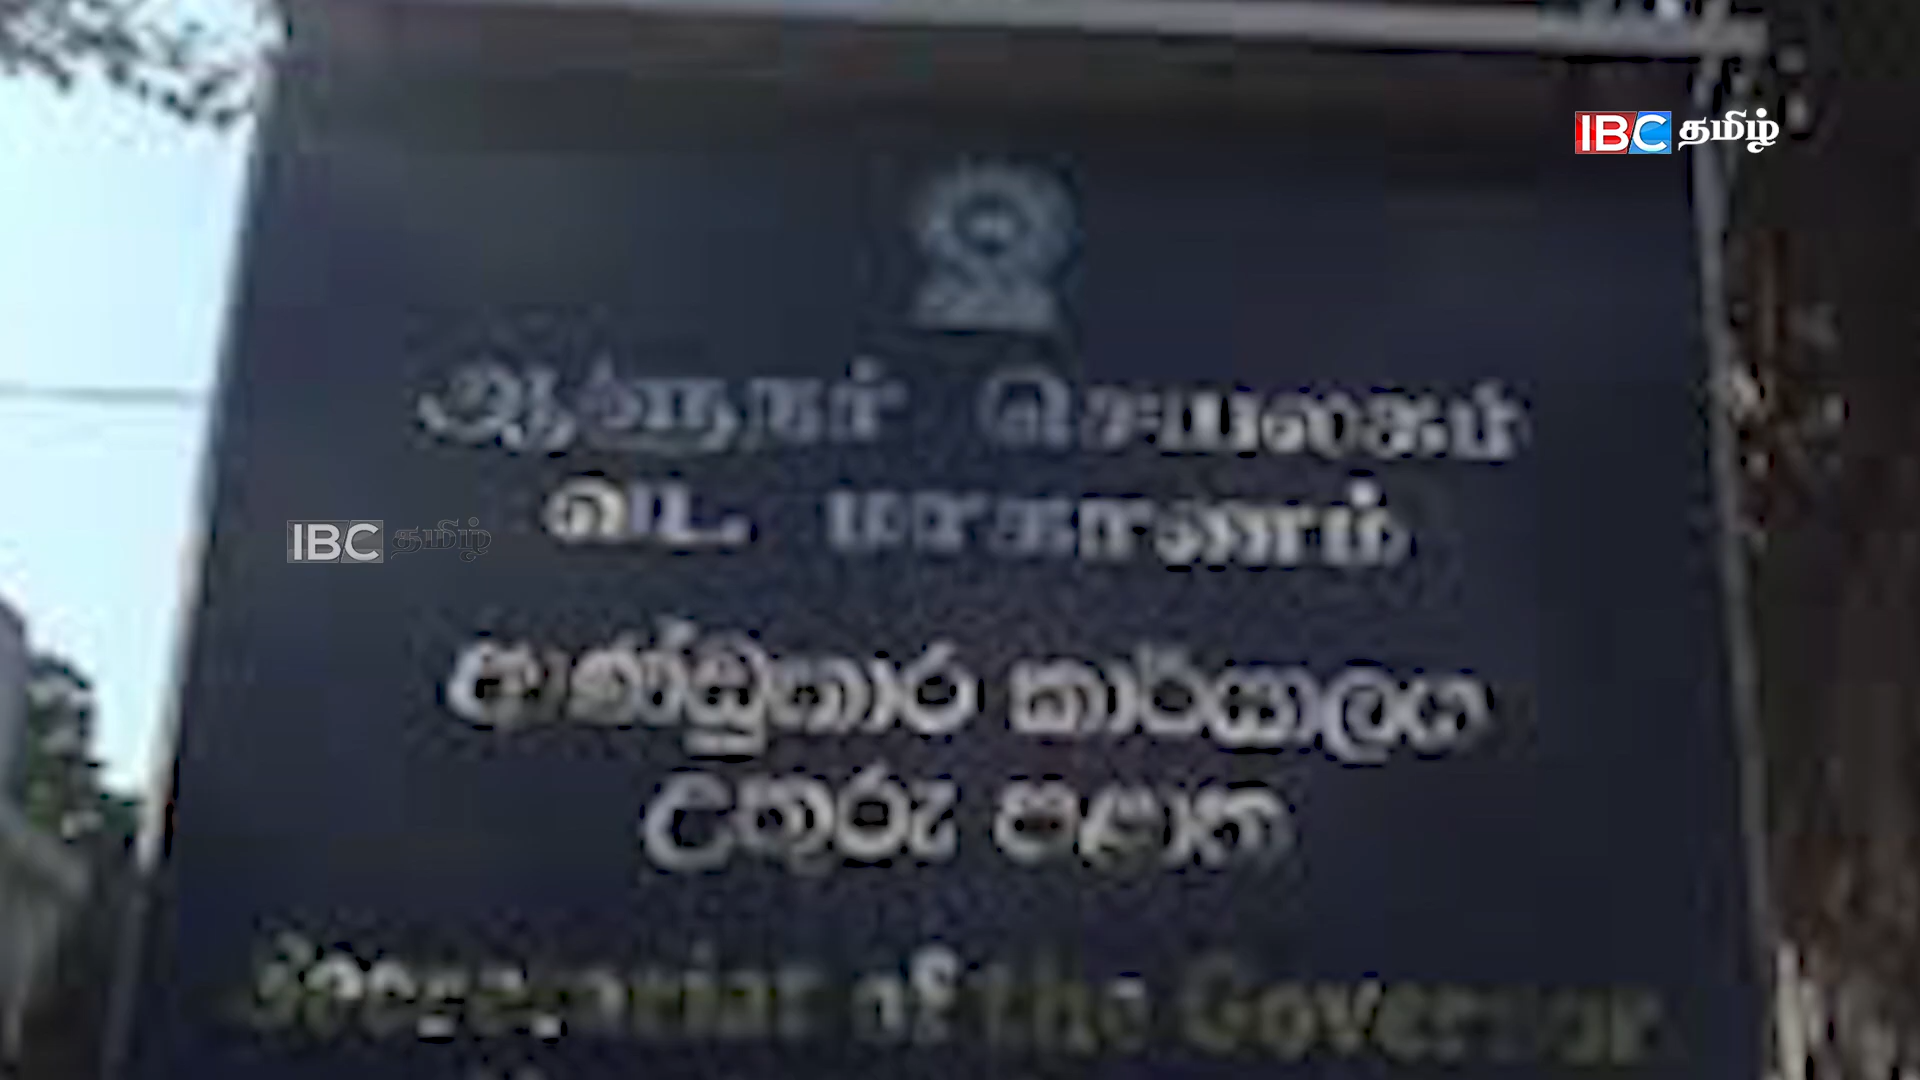 IBC தமிழ்
ஆளுநர் செயலகம்
வட மாகாணம்
IBC தமிழ்
ආණ්ඩුකාර කාර්යාලය
උතුරු පළාත
Secretariat of the Governor